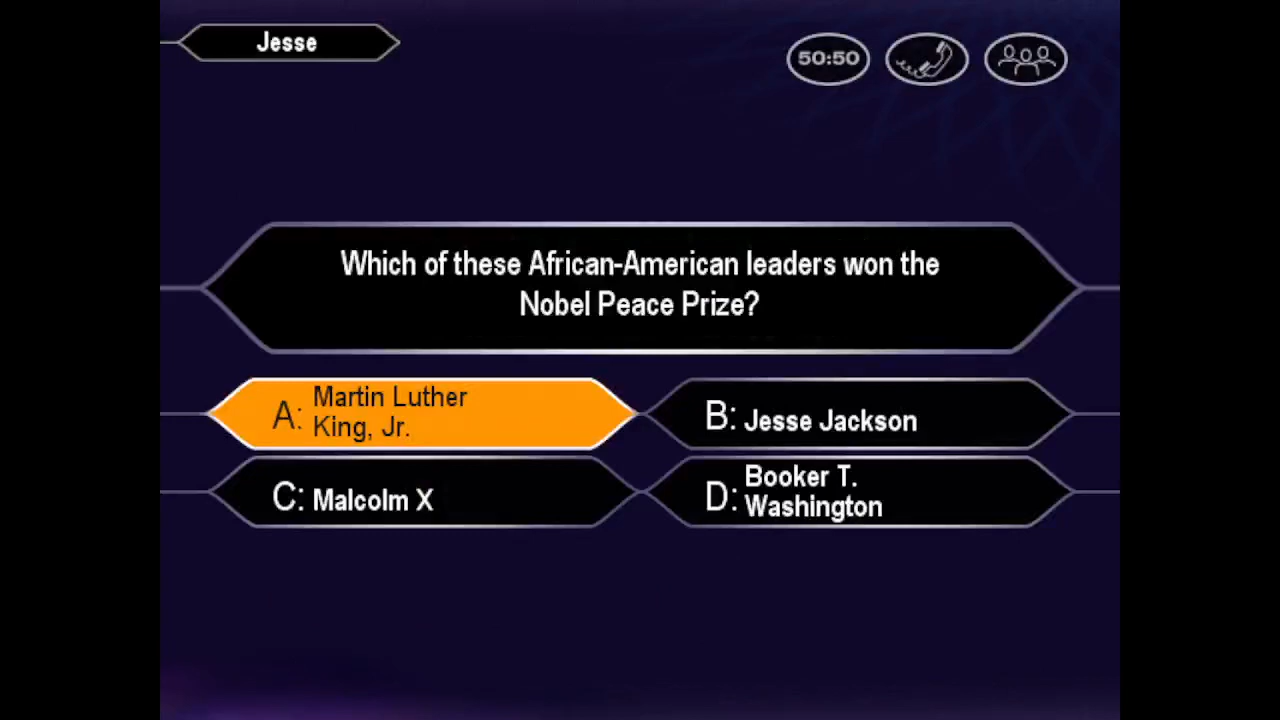 Jesse
50:50
Which of these African-American leaders won the
Nobel Peace Prize?
A: Martin Luther
King, Jr.
B: Jesse Jackson
C: Malcolm X
D: Booker T.
Washington